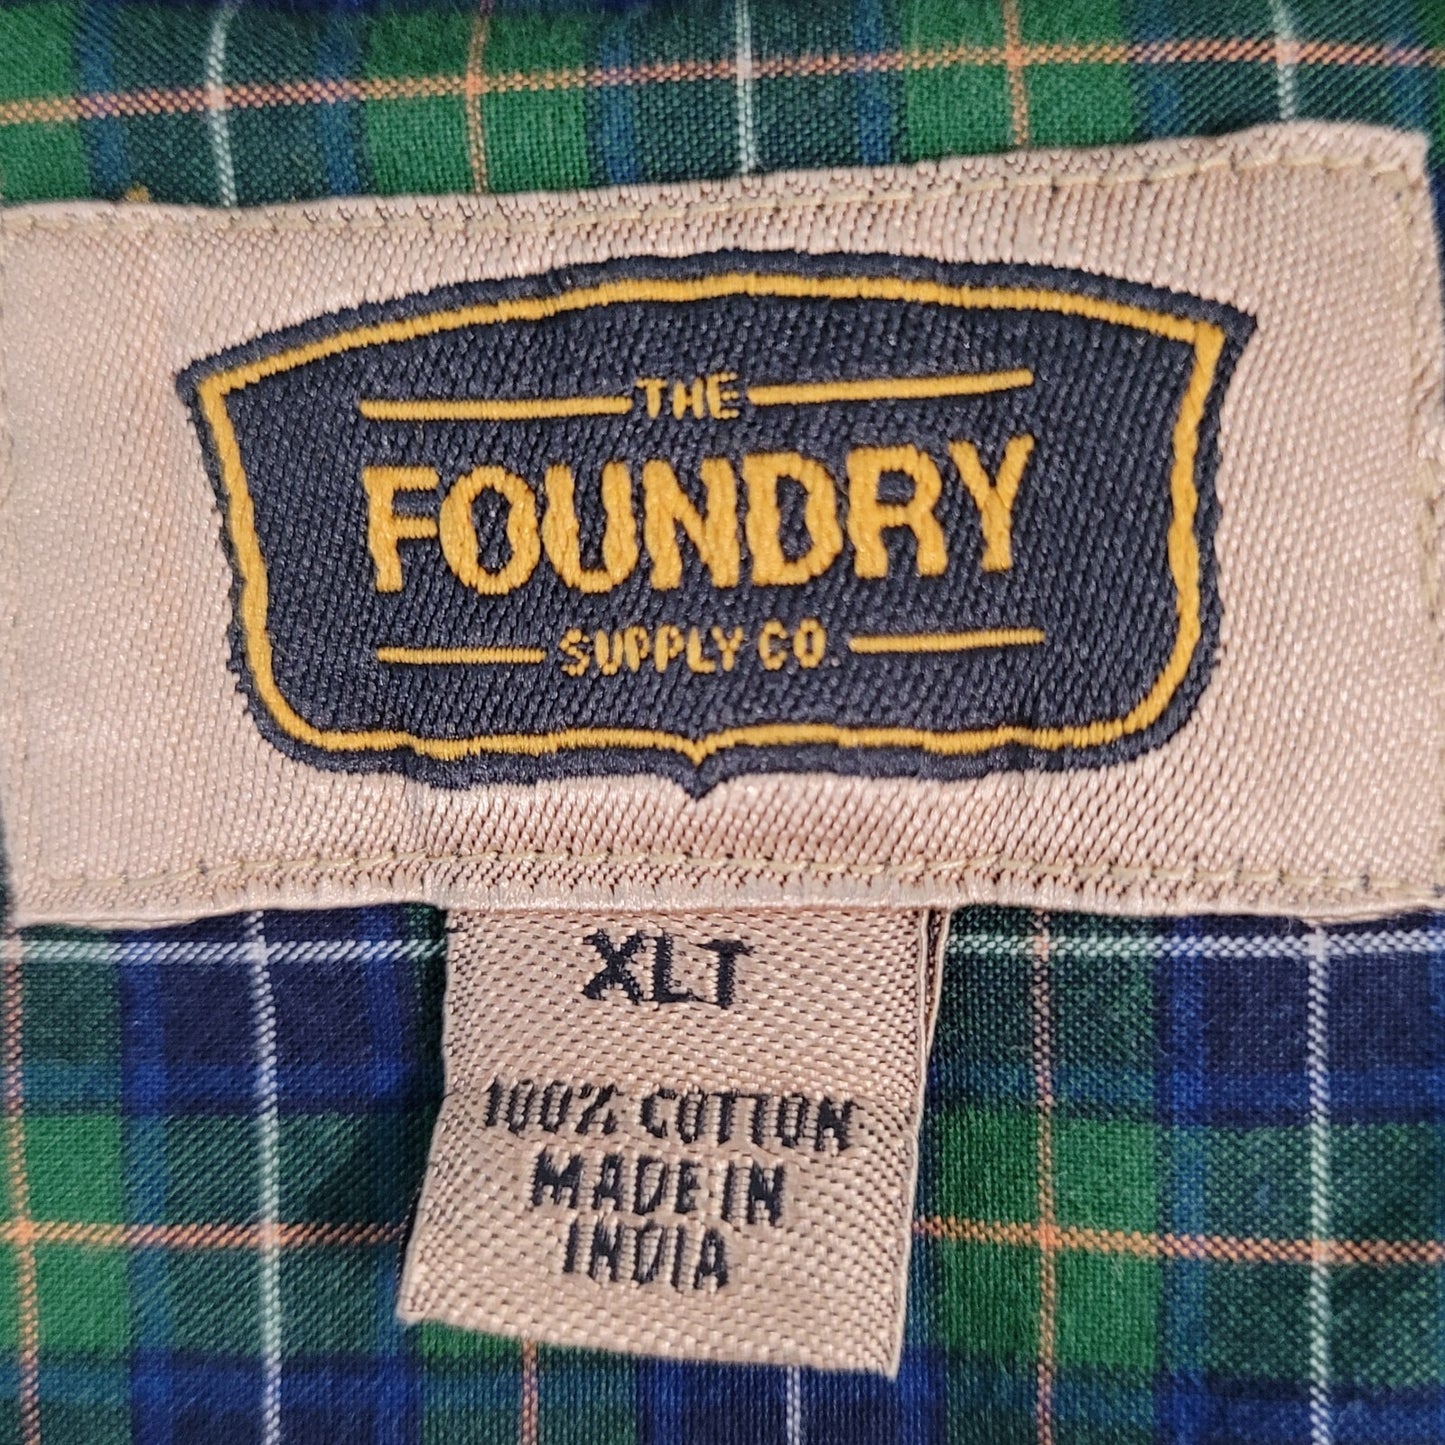 THE
FOUNDRY
SUPPLY CO.
XLT
100% COTTON
MADE IN
INDIA